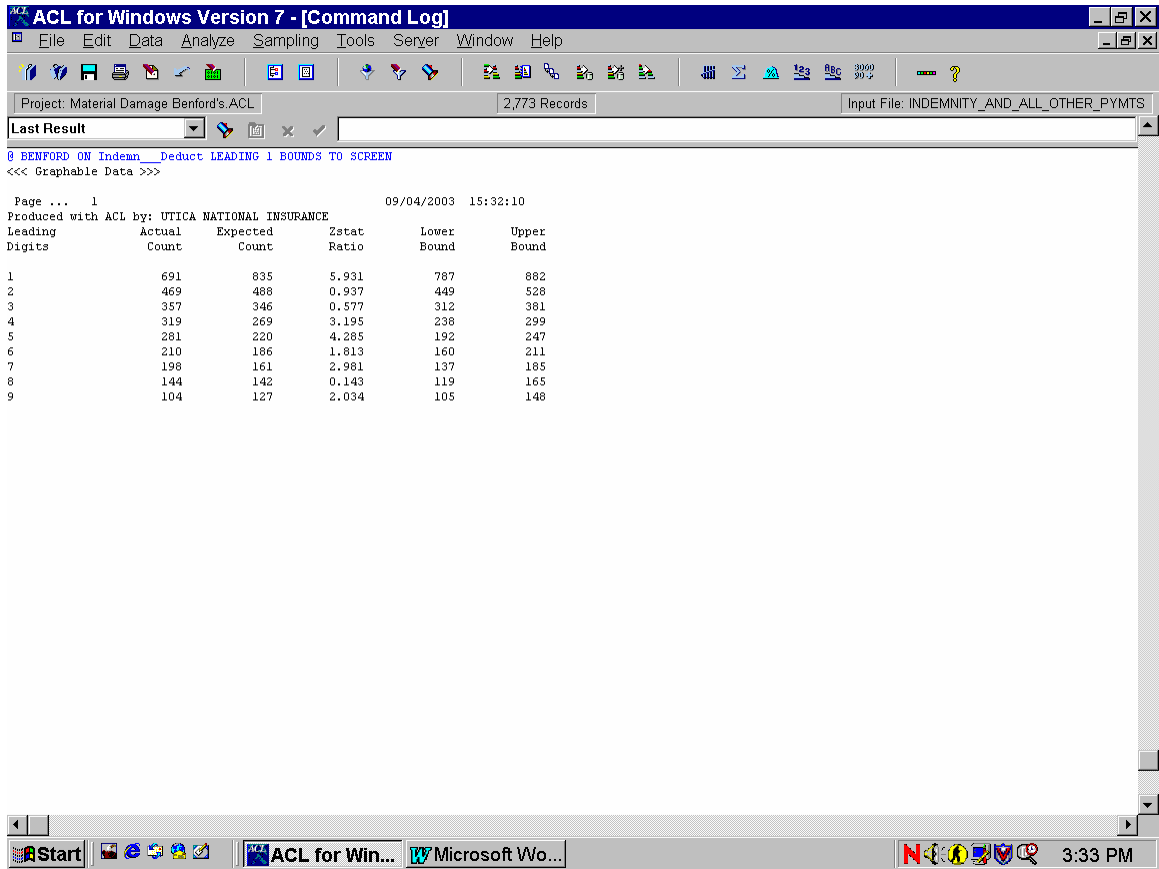 ACL for Windows Version 7 - [Command Log]
File Edit Data Analyze Sampling Tools Server Window Help
Project: Material Damage Benford's.ACL 2,773 Records Input File: INDEMNITY_AND_ALL_OTHER_PYMTS
Last Result
@ BENFORD ON Indemn___Deduct LEADING 1 BOUNDS TO SCREEN
<<< Graphable Data >>>
Page ... 1 09/04/2003 15:32:10
Produced with ACL by: UTICA NATIONAL INSURANCE
Leading Actual Expected Zstat Lower Upper
Digits Count Count Ratio Bound Bound
1 691 835 5.931 787 882
2 469 488 0.937 449 528
3 357 346 0.577 312 381
4 319 269 3.195 238 299
5 281 220 4.285 192 247
6 210 186 1.813 160 211
7 198 161 2.981 137 185
8 144 142 0.143 119 165
9 104 127 2.034 105 148
Start ACL for Win... Microsoft Wo... 3:33 PM